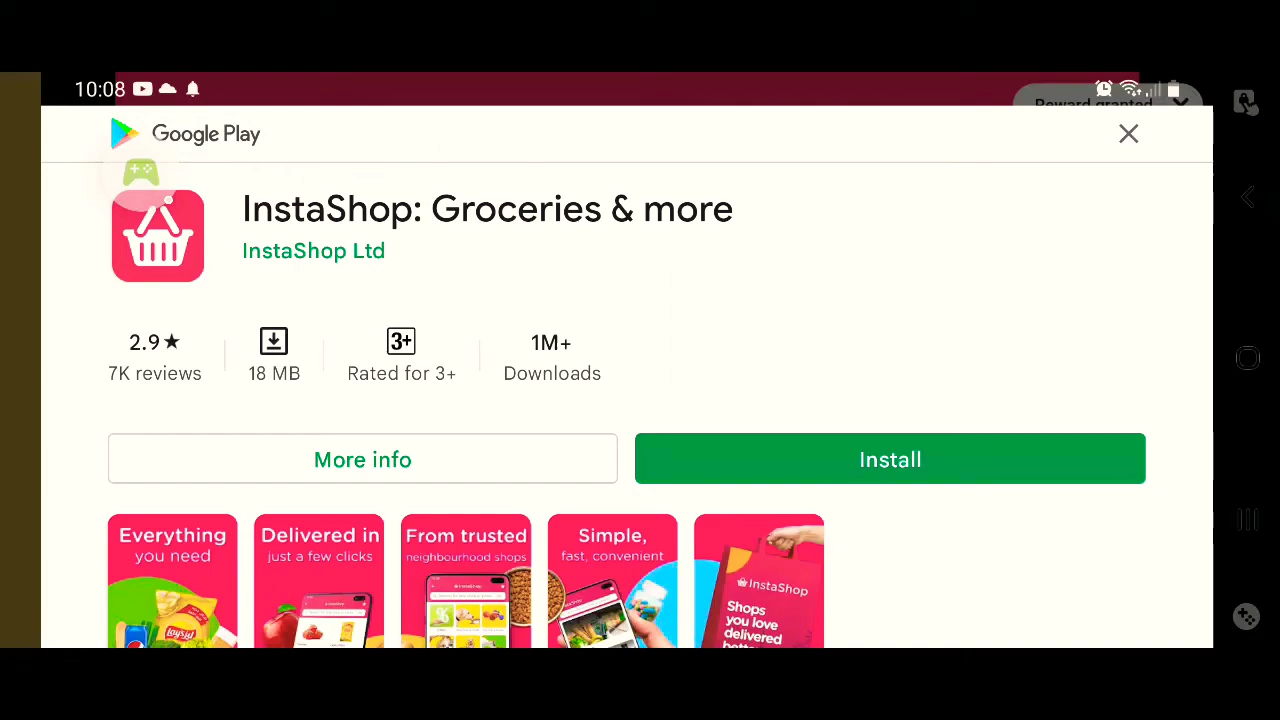 10:08
Reward granted
Google Play
InstaShop: Groceries & more
InstaShop Ltd
2.9★
7K reviews
18 MB
3+
Rated for 3+
1M+
Downloads
More info
Install
Everything
you need
Lay's
Delivered in
just a few clicks
From trusted
neighbourhood shops
InstaShop
Simple,
fast, convenient
InstaShop
Shops
you love
delivered